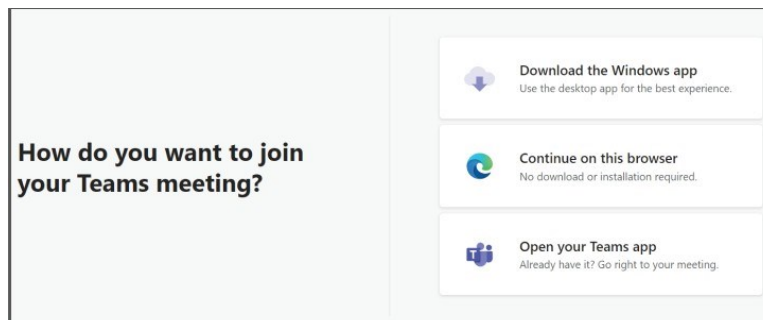 How do you want to join
your Teams meeting?
Download the Windows app
Use the desktop app for the best experience.
Continue on this browser
No download or installation required.
Open your Teams app
Already have it? Go right to your meeting.